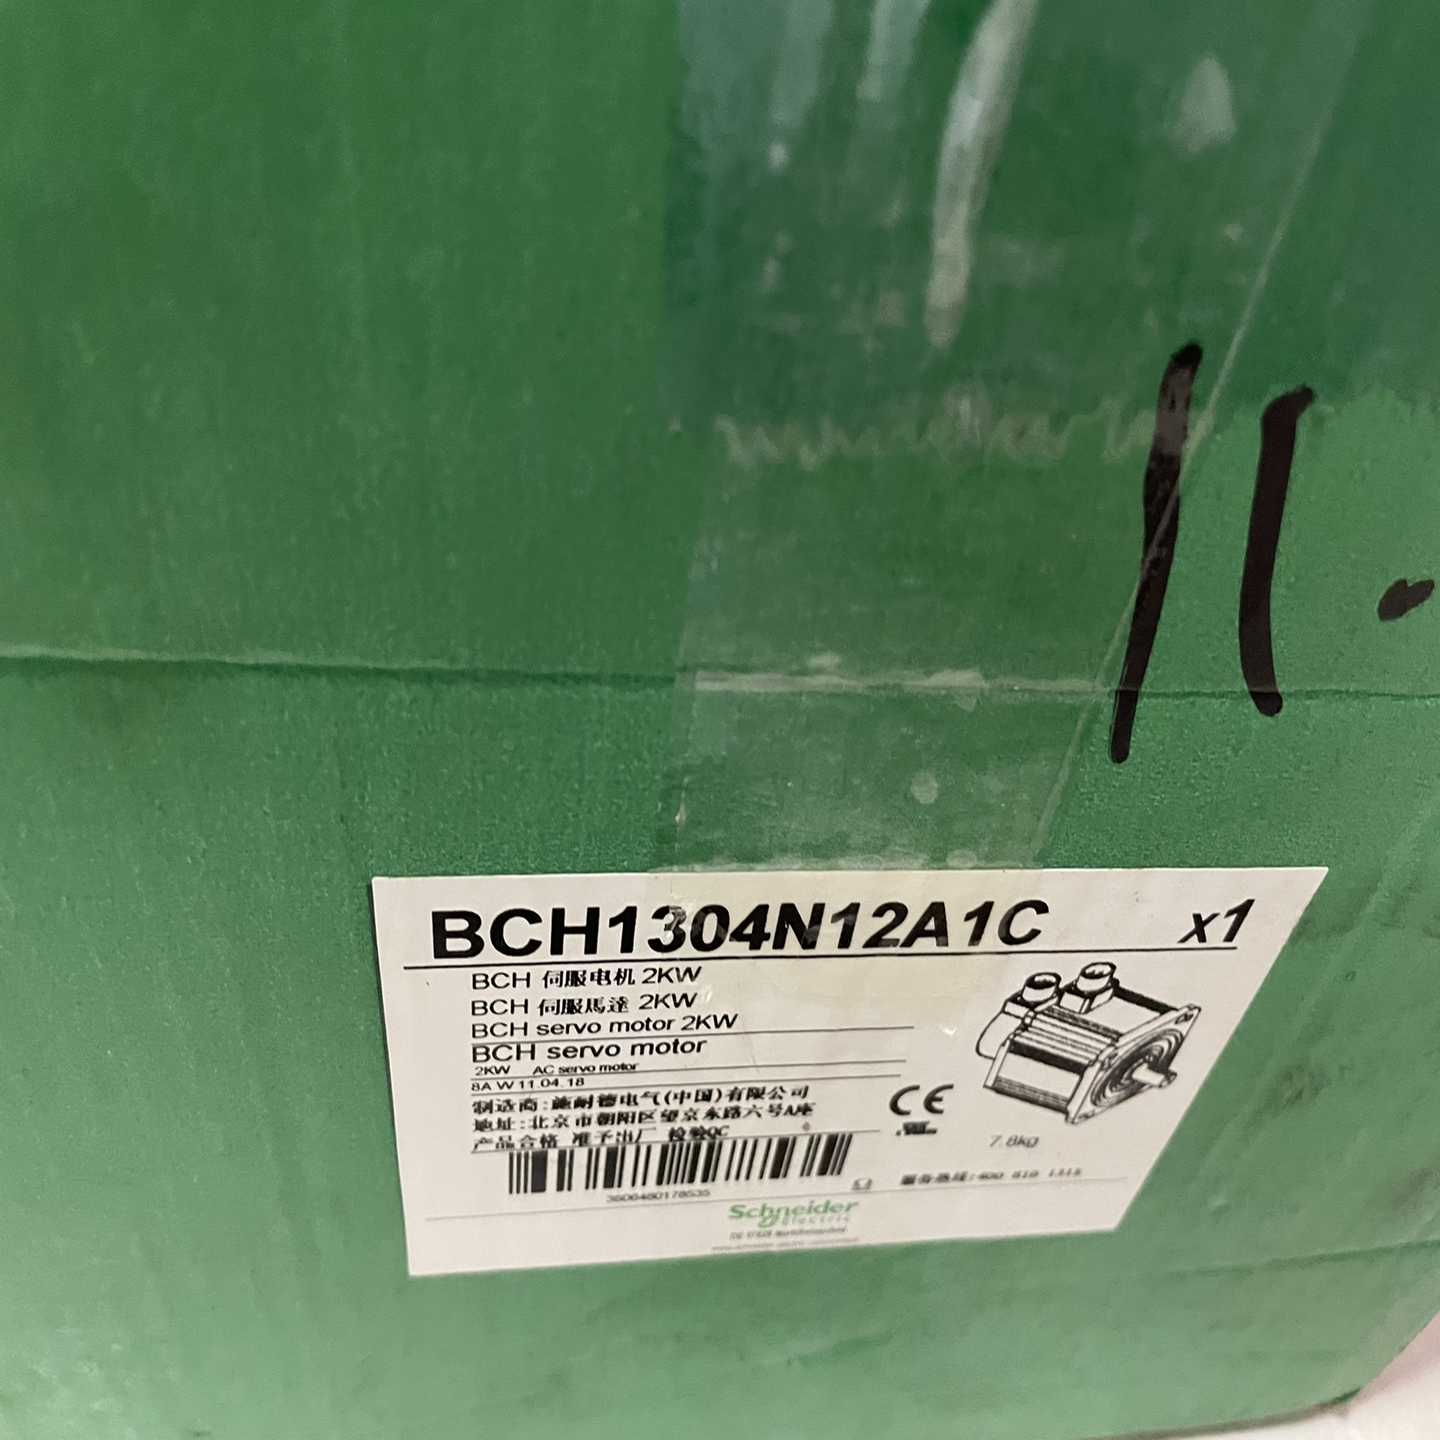 11.
BCH1304N12A1C x1
BCH 伺服电机 2KW
BCH 伺服馬達 2KW
BCH servo motor 2KW
BCH servo motor
2KW AC servo motor
8A W 11.04.18
制造商:施耐德电气(中国)有限公司
地址:北京市朝阳区望京东路六号A座
产品合格 准予出厂 检验QC
CE
7.8kg
3606480178535
Schneider
Electric